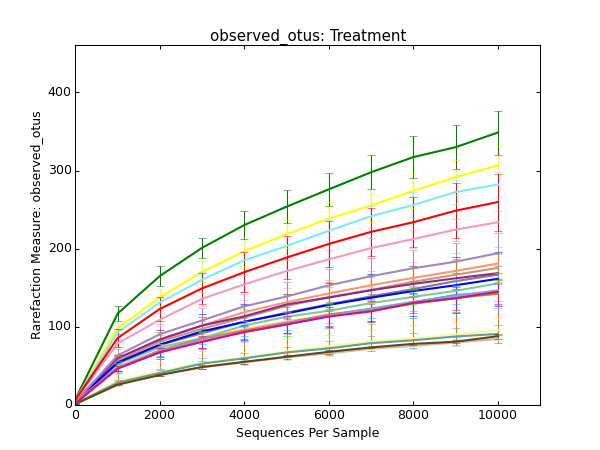 observed_otus: Treatment
Rarefaction Measure: observed_otus
400
300
200
100
0
0 2000 4000 6000 8000 10000
Sequences Per Sample